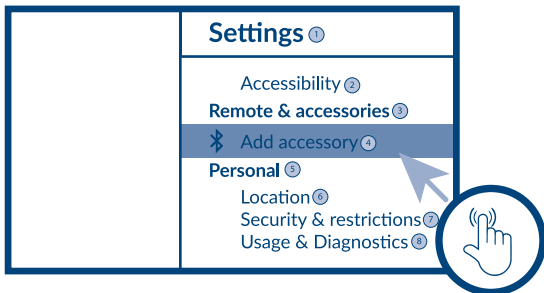 Settings 1
Accessibility 2
Remote & accessories 3
Add accessory 4
Personal 5
Location 6
Security & restrictions 7
Usage & Diagnostics 8